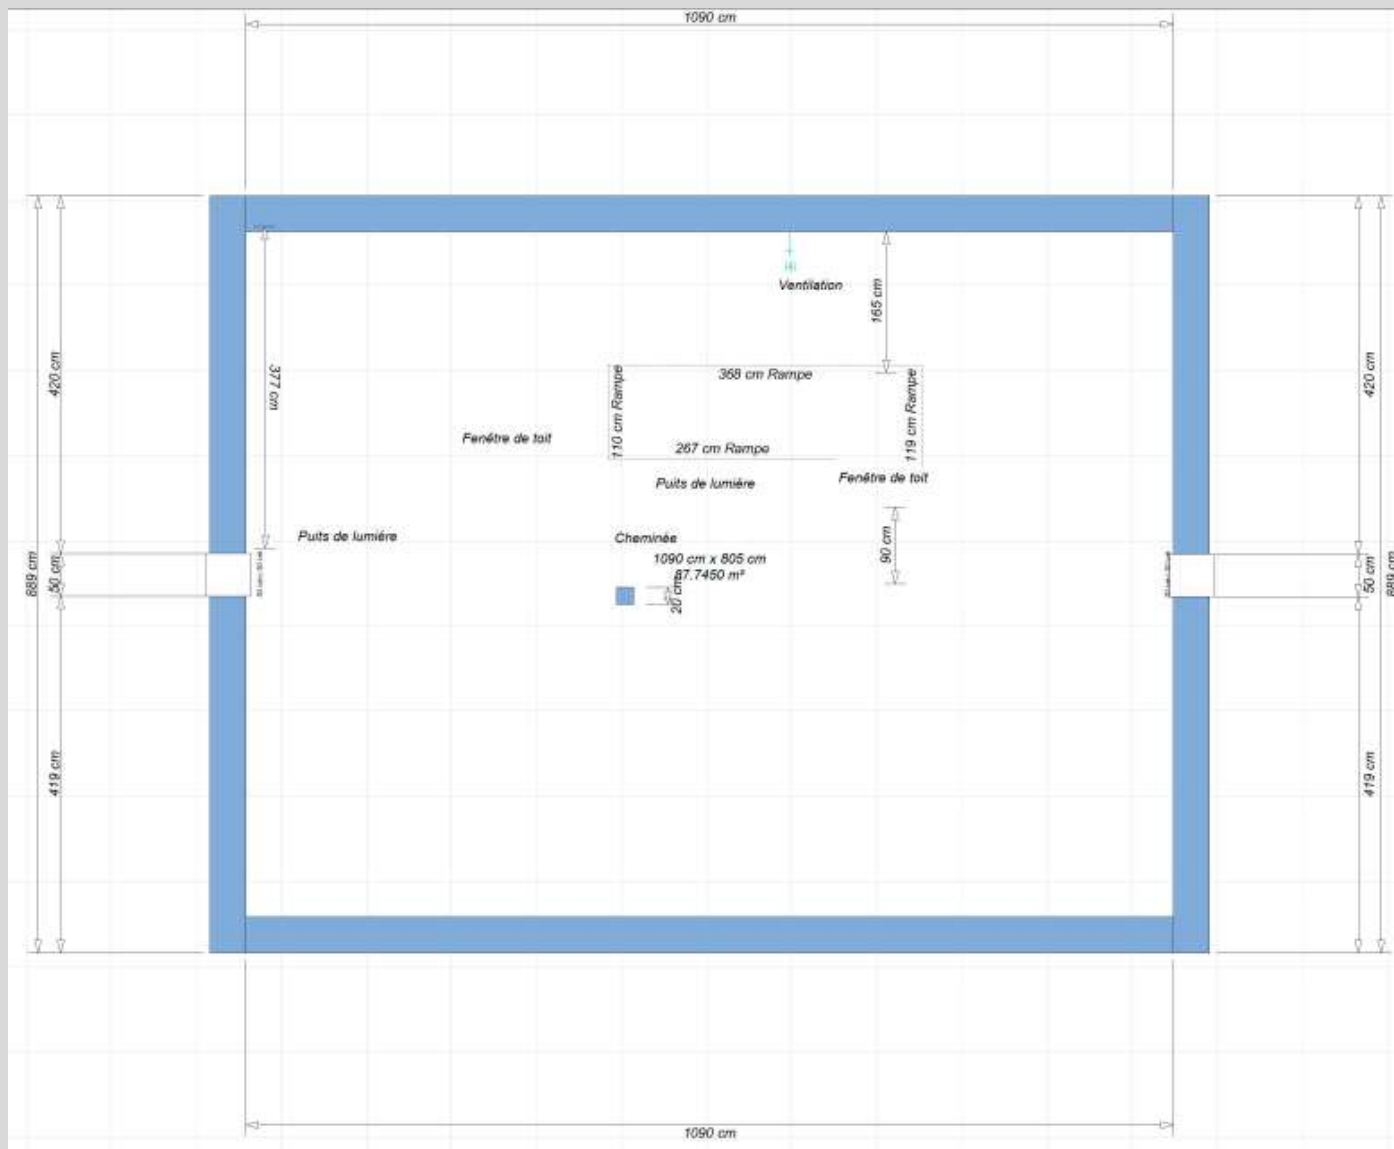 1090 cm
Ventilation
165 cm
420 cm
377 cm
368 cm Rampe
110 cm Rampe
119 cm Rampe
420 cm
Fenêtre de toit
267 cm Rampe
Puits de lumière
Fenêtre de toit
Puits de lumière
Cheminée
90 cm
1090 cm x 805 cm
87.7450 m²
20 cm
889 cm
50 cm
50 cm
889 cm
419 cm
419 cm
1090 cm